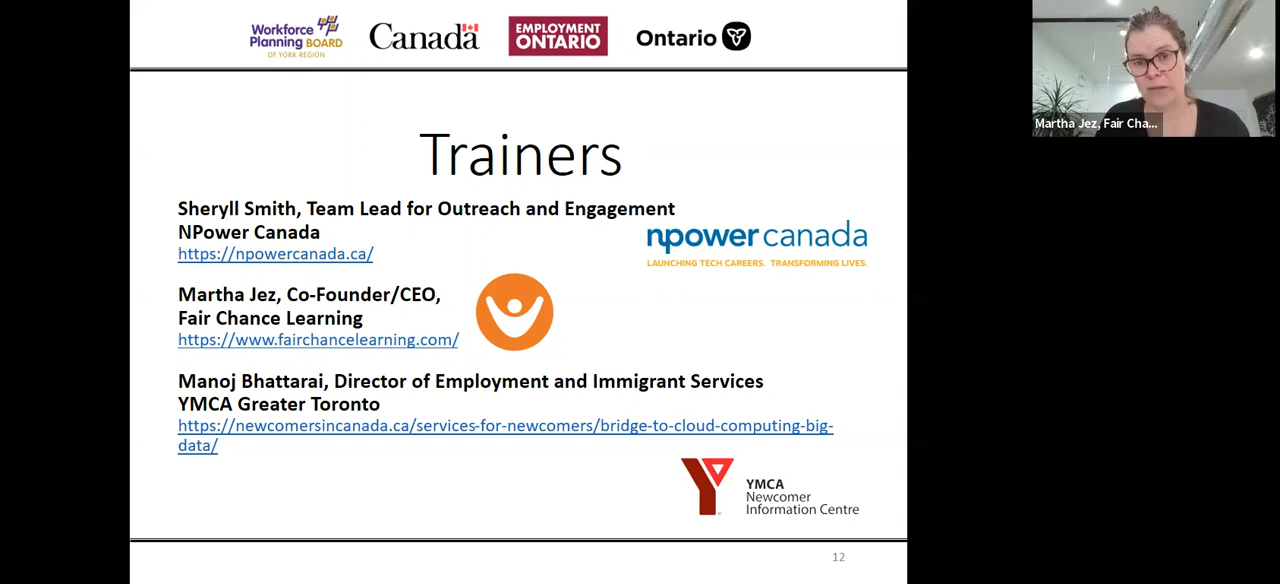 Workforce
Planning BOARD
OF YORK REGION
Canada
EMPLOYMENT
ONTARIO
Ontario
Martha Jez, Fair Cha...
Trainers
Sheryll Smith, Team Lead for Outreach and Engagement
NPower Canada
https://npowercanada.ca/
npower canada
LAUNCHING TECH CAREERS. TRANSFORMING LIVES.
Martha Jez, Co-Founder/CEO,
Fair Chance Learning
https://www.fairchancelearning.com/
Manoj Bhattarai, Director of Employment and Immigrant Services
YMCA Greater Toronto
https://newcomersincanada.ca/services-for-newcomers/bridge-to-cloud-computing-big-
data/
YMCA
Newcomer
Information Centre
12